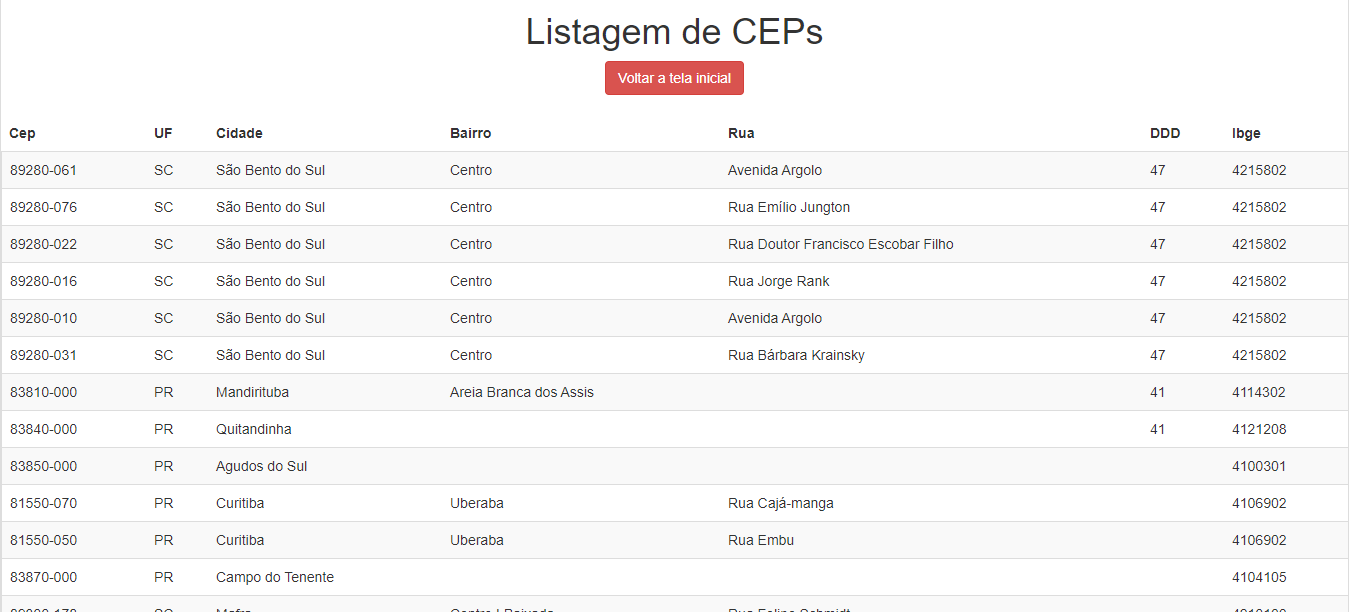 Listagem de CEPs
Voltar a tela inicial
Cep UF Cidade Bairro Rua DDD Ibge
89280-061 SC São Bento do Sul Centro Avenida Argolo 47 4215802
89280-076 SC São Bento do Sul Centro Rua Emílio Jungton 47 4215802
89280-022 SC São Bento do Sul Centro Rua Doutor Francisco Escobar Filho 47 4215802
89280-016 SC São Bento do Sul Centro Rua Jorge Rank 47 4215802
89280-010 SC São Bento do Sul Centro Avenida Argolo 47 4215802
89280-031 SC São Bento do Sul Centro Rua Bárbara Krainsky 47 4215802
83810-000 PR Mandirituba Areia Branca dos Assis 41 4114302
83840-000 PR Quitandinha 41 4121208
83850-000 PR Agudos do Sul 4100301
81550-070 PR Curitiba Uberaba Rua Cajá-manga 4106902
81550-050 PR Curitiba Uberaba Rua Embu 4106902
83870-000 PR Campo do Tenente 4104105